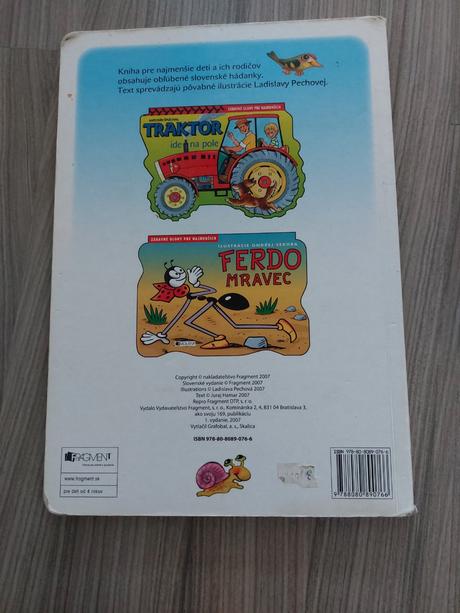 Kniha pre najmenšie deti a ich rodičov
obsahuje obľúbené slovenské hádanky.
Text sprevádzajú pôvabné ilustrácie Ladislavy Pechovej.
ZÁBAVNÉ ÚLOHY PRE NAJMENŠÍCH
TRAKTOR
ide na pole
ZÁBAVNÉ ÚLOHY PRE NAJMENŠÍCH
ILUSTRÁCIE ONDŘEJ SEKORA
FERDO
MRAVEC
Copyright © nakladateľstvo Fragment 2007
Slovenské vydanie © Fragment 2007
Illustrations © Ladislava Pechová 2007
Text © Juraj Hamar 2007
Repro Fragment DTP, s. r. o.
Vydalo Vydavateľstvo Fragment, s. r. o., Kominárska 2, 4, 831 04 Bratislava 3,
ako svoju 169. publikáciu
1. vydanie, 2007
Vytlačil Grafobal, a. s., Skalica
ISBN 978-80-8089-076-6
FRAGMENT
www.fragment.sk
pre deti od 4 rokov
ISBN 978-80-8089-076-6
9788080890766